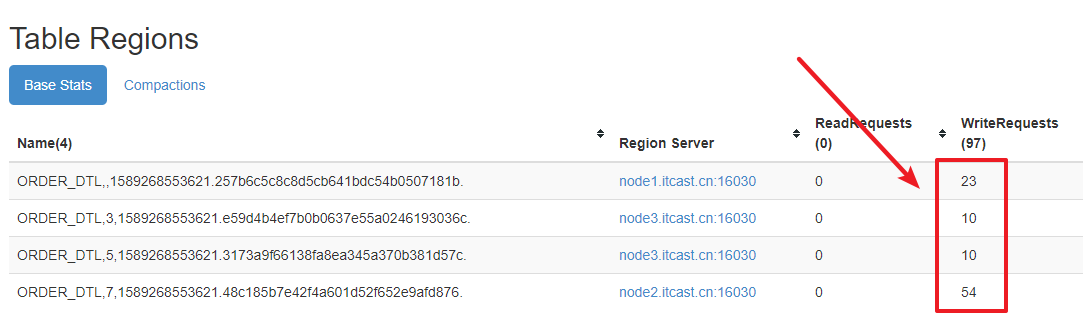 Table Regions
Base Stats Compactions
Name(4) Region Server ReadRequests (0) WriteRequests (97)
ORDER_DTL,,1589268553621.257b6c5c8c8d5cb641bdc54b0507181b. node1.itcast.cn:16030 0 23
ORDER_DTL,3,1589268553621.e59d4b4ef7b0b0637e55a0246193036c. node3.itcast.cn:16030 0 10
ORDER_DTL,5,1589268553621.3173a9f66138fa8ea345a370b381d57c. node3.itcast.cn:16030 0 10
ORDER_DTL,7,1589268553621.48c185b7e42f4a601d52f652e9afd876. node2.itcast.cn:16030 0 54